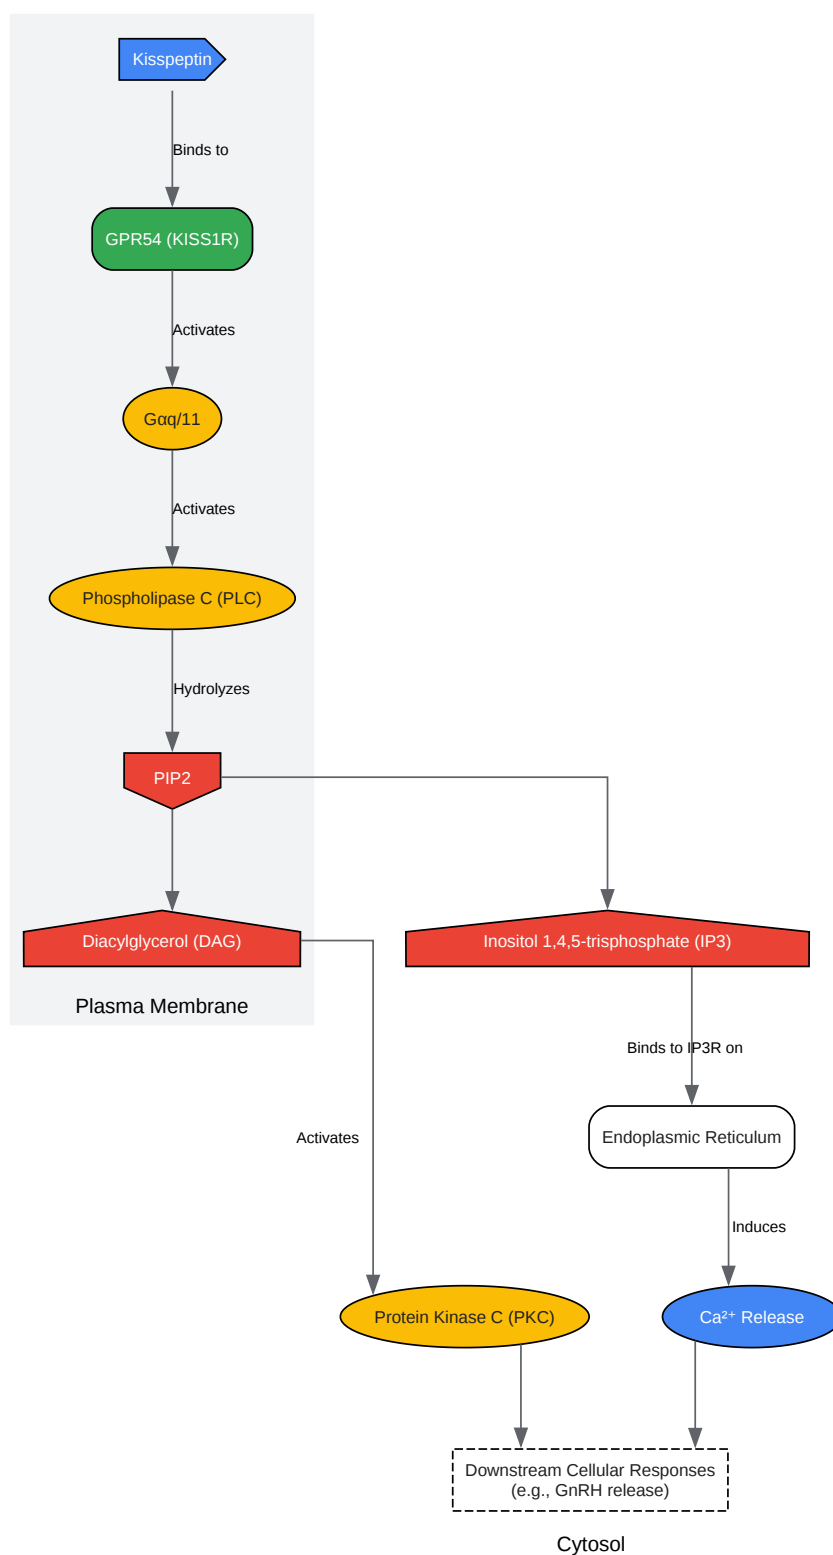 Kisspeptin
Binds to
GPR54 (KISS1R)
Activates
Gαq/11
Activates
Phospholipase C (PLC)
Hydrolyzes
PIP2
Diacylglycerol (DAG)
Inositol 1,4,5-trisphosphate (IP3)
Plasma Membrane
Binds to IP3R on
Endoplasmic Reticulum
Activates
Induces
Protein Kinase C (PKC)
Ca²⁺ Release
Downstream Cellular Responses
(e.g., GnRH release)
Cytosol